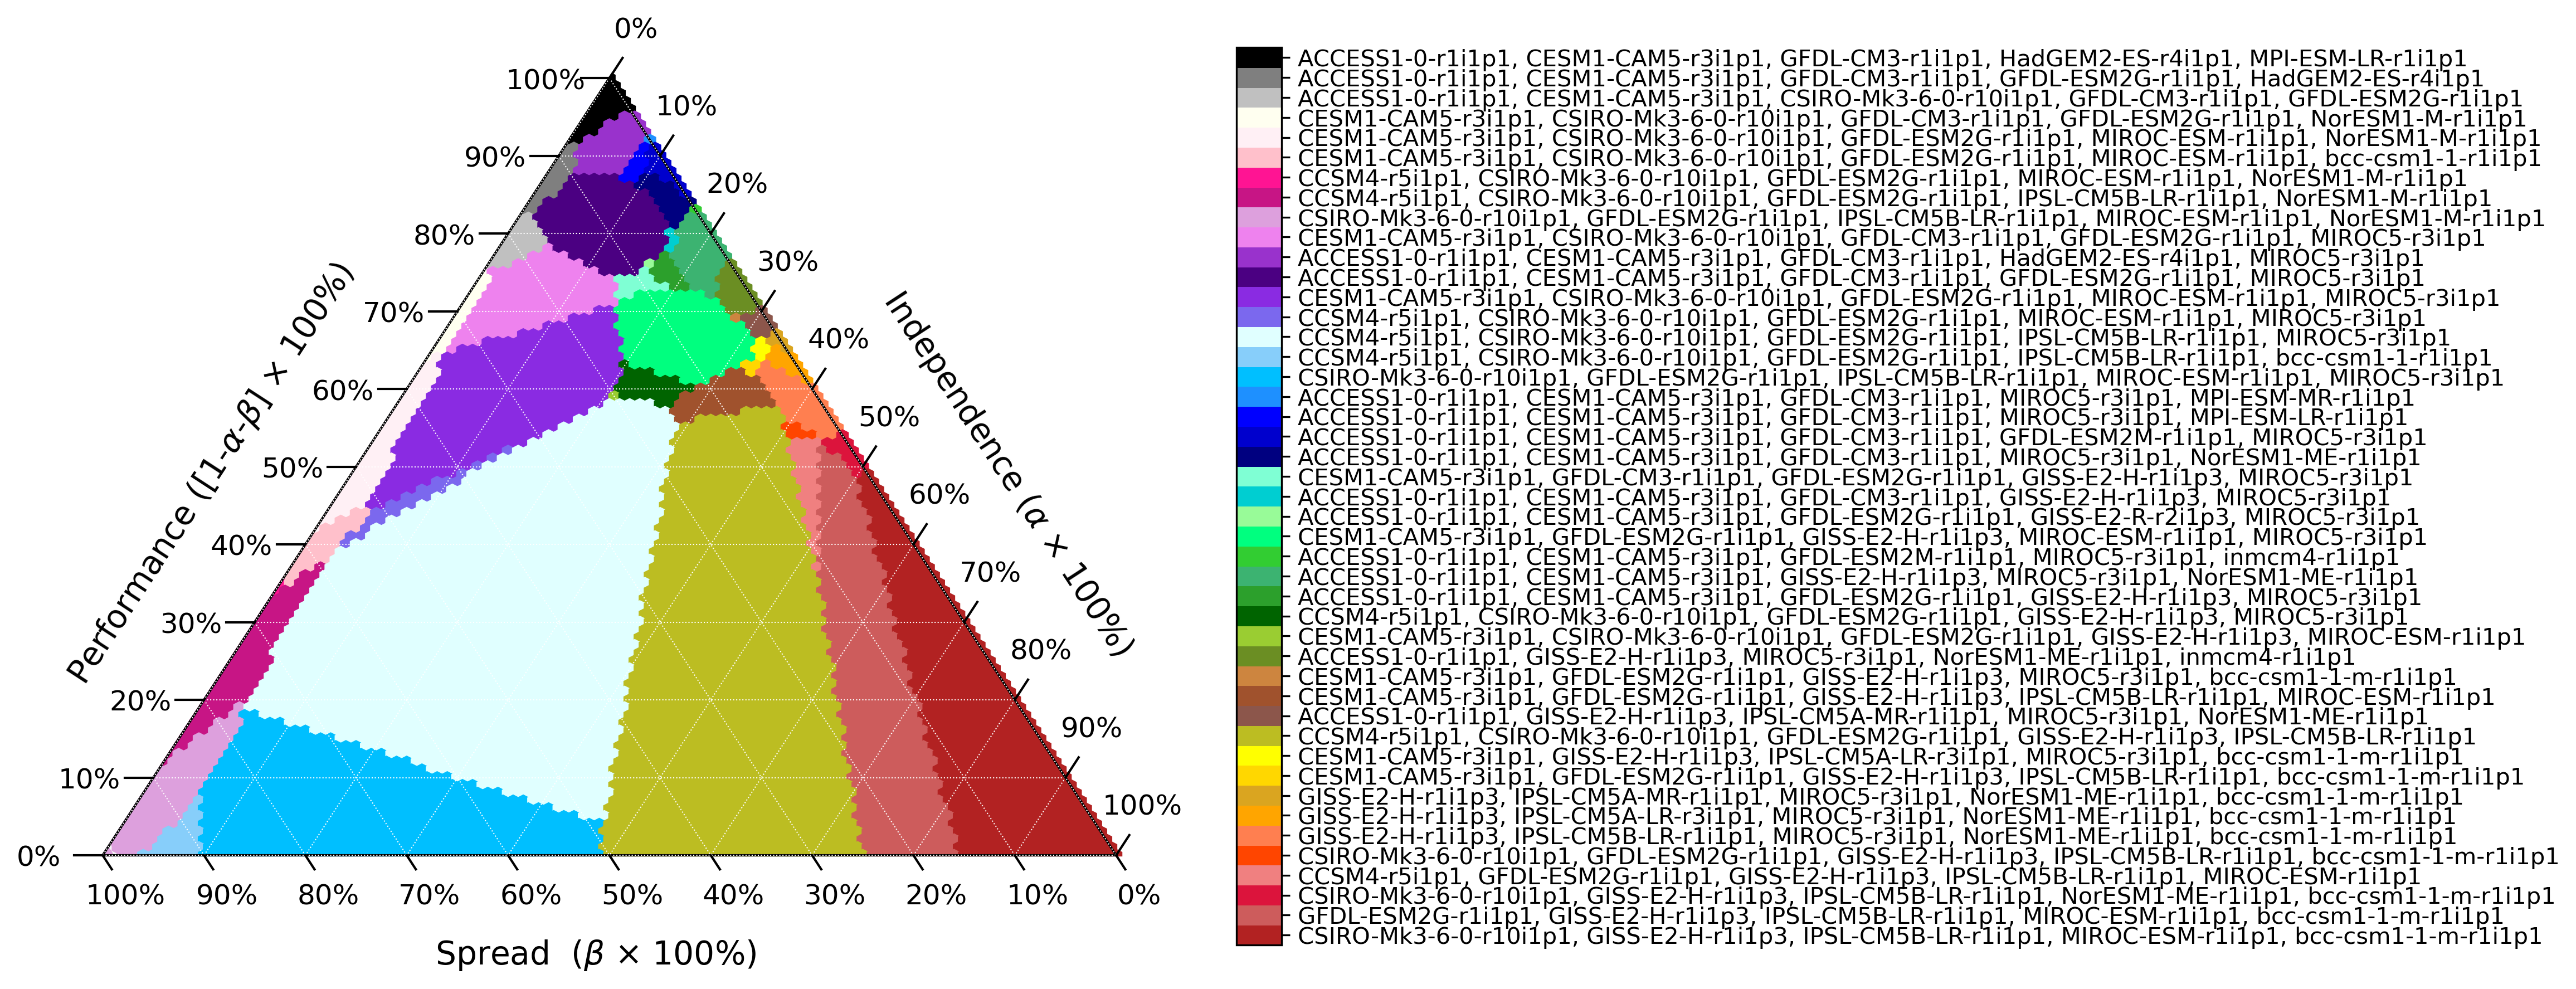 0%
100%
10%
90%
20%
80%
30%
70%
40%
60%
50%
50%
60%
40%
70%
30%
80%
20%
90%
10%
100%
0%
100%
90%
80%
70%
60%
50%
40%
30%
20%
10%
0%
Performance ([1-α-β] × 100%)
Independence (α × 100%)
Spread (β × 100%)
ACCESS1-0-r1i1p1, CESM1-CAM5-r3i1p1, GFDL-CM3-r1i1p1, HadGEM2-ES-r4i1p1, MPI-ESM-LR-r1i1p1
ACCESS1-0-r1i1p1, CESM1-CAM5-r3i1p1, GFDL-CM3-r1i1p1, GFDL-ESM2G-r1i1p1, HadGEM2-ES-r4i1p1
ACCESS1-0-r1i1p1, CESM1-CAM5-r3i1p1, CSIRO-Mk3-6-0-r10i1p1, GFDL-CM3-r1i1p1, GFDL-ESM2G-r1i1p1
CESM1-CAM5-r3i1p1, CSIRO-Mk3-6-0-r10i1p1, GFDL-CM3-r1i1p1, GFDL-ESM2G-r1i1p1, NorESM1-M-r1i1p1
CESM1-CAM5-r3i1p1, CSIRO-Mk3-6-0-r10i1p1, GFDL-ESM2G-r1i1p1, MIROC-ESM-r1i1p1, NorESM1-M-r1i1p1
CESM1-CAM5-r3i1p1, CSIRO-Mk3-6-0-r10i1p1, GFDL-ESM2G-r1i1p1, MIROC-ESM-r1i1p1, bcc-csm1-1-r1i1p1
CCSM4-r5i1p1, CSIRO-Mk3-6-0-r10i1p1, GFDL-ESM2G-r1i1p1, MIROC-ESM-r1i1p1, NorESM1-M-r1i1p1
CCSM4-r5i1p1, CSIRO-Mk3-6-0-r10i1p1, GFDL-ESM2G-r1i1p1, IPSL-CM5B-LR-r1i1p1, NorESM1-M-r1i1p1
CSIRO-Mk3-6-0-r10i1p1, GFDL-ESM2G-r1i1p1, IPSL-CM5B-LR-r1i1p1, MIROC-ESM-r1i1p1, NorESM1-M-r1i1p1
CESM1-CAM5-r3i1p1, CSIRO-Mk3-6-0-r10i1p1, GFDL-CM3-r1i1p1, GFDL-ESM2G-r1i1p1, MIROC5-r3i1p1
ACCESS1-0-r1i1p1, CESM1-CAM5-r3i1p1, GFDL-CM3-r1i1p1, HadGEM2-ES-r4i1p1, MIROC5-r3i1p1
ACCESS1-0-r1i1p1, CESM1-CAM5-r3i1p1, GFDL-CM3-r1i1p1, GFDL-ESM2G-r1i1p1, MIROC5-r3i1p1
CESM1-CAM5-r3i1p1, CSIRO-Mk3-6-0-r10i1p1, GFDL-ESM2G-r1i1p1, MIROC-ESM-r1i1p1, MIROC5-r3i1p1
CCSM4-r5i1p1, CSIRO-Mk3-6-0-r10i1p1, GFDL-ESM2G-r1i1p1, MIROC-ESM-r1i1p1, MIROC5-r3i1p1
CCSM4-r5i1p1, CSIRO-Mk3-6-0-r10i1p1, GFDL-ESM2G-r1i1p1, IPSL-CM5B-LR-r1i1p1, MIROC5-r3i1p1
CCSM4-r5i1p1, CSIRO-Mk3-6-0-r10i1p1, GFDL-ESM2G-r1i1p1, IPSL-CM5B-LR-r1i1p1, bcc-csm1-1-r1i1p1
CSIRO-Mk3-6-0-r10i1p1, GFDL-ESM2G-r1i1p1, IPSL-CM5B-LR-r1i1p1, MIROC-ESM-r1i1p1, MIROC5-r3i1p1
ACCESS1-0-r1i1p1, CESM1-CAM5-r3i1p1, GFDL-CM3-r1i1p1, MIROC5-r3i1p1, MPI-ESM-MR-r1i1p1
ACCESS1-0-r1i1p1, CESM1-CAM5-r3i1p1, GFDL-CM3-r1i1p1, MIROC5-r3i1p1, MPI-ESM-LR-r1i1p1
ACCESS1-0-r1i1p1, CESM1-CAM5-r3i1p1, GFDL-CM3-r1i1p1, GFDL-ESM2M-r1i1p1, MIROC5-r3i1p1
ACCESS1-0-r1i1p1, CESM1-CAM5-r3i1p1, GFDL-CM3-r1i1p1, MIROC5-r3i1p1, NorESM1-ME-r1i1p1
CESM1-CAM5-r3i1p1, GFDL-CM3-r1i1p1, GFDL-ESM2G-r1i1p1, GISS-E2-H-r1i1p3, MIROC5-r3i1p1
ACCESS1-0-r1i1p1, CESM1-CAM5-r3i1p1, GFDL-CM3-r1i1p1, GISS-E2-H-r1i1p3, MIROC5-r3i1p1
ACCESS1-0-r1i1p1, CESM1-CAM5-r3i1p1, GFDL-ESM2G-r1i1p1, GISS-E2-R-r2i1p3, MIROC5-r3i1p1
CESM1-CAM5-r3i1p1, GFDL-ESM2G-r1i1p1, GISS-E2-H-r1i1p3, MIROC-ESM-r1i1p1, MIROC5-r3i1p1
ACCESS1-0-r1i1p1, CESM1-CAM5-r3i1p1, GFDL-ESM2M-r1i1p1, MIROC5-r3i1p1, inmcm4-r1i1p1
ACCESS1-0-r1i1p1, CESM1-CAM5-r3i1p1, GISS-E2-H-r1i1p3, MIROC5-r3i1p1, NorESM1-ME-r1i1p1
ACCESS1-0-r1i1p1, CESM1-CAM5-r3i1p1, GFDL-ESM2G-r1i1p1, GISS-E2-H-r1i1p3, MIROC5-r3i1p1
CCSM4-r5i1p1, CSIRO-Mk3-6-0-r10i1p1, GFDL-ESM2G-r1i1p1, GISS-E2-H-r1i1p3, MIROC5-r3i1p1
CESM1-CAM5-r3i1p1, CSIRO-Mk3-6-0-r10i1p1, GFDL-ESM2G-r1i1p1, GISS-E2-H-r1i1p3, MIROC-ESM-r1i1p1
ACCESS1-0-r1i1p1, GISS-E2-H-r1i1p3, MIROC5-r3i1p1, NorESM1-ME-r1i1p1, inmcm4-r1i1p1
CESM1-CAM5-r3i1p1, GFDL-ESM2G-r1i1p1, GISS-E2-H-r1i1p3, MIROC5-r3i1p1, bcc-csm1-1-m-r1i1p1
CESM1-CAM5-r3i1p1, GFDL-ESM2G-r1i1p1, GISS-E2-H-r1i1p3, IPSL-CM5B-LR-r1i1p1, MIROC-ESM-r1i1p1
ACCESS1-0-r1i1p1, GISS-E2-H-r1i1p3, IPSL-CM5A-MR-r1i1p1, MIROC5-r3i1p1, NorESM1-ME-r1i1p1
CCSM4-r5i1p1, CSIRO-Mk3-6-0-r10i1p1, GFDL-ESM2G-r1i1p1, GISS-E2-H-r1i1p3, IPSL-CM5B-LR-r1i1p1
CESM1-CAM5-r3i1p1, GISS-E2-H-r1i1p3, IPSL-CM5A-LR-r3i1p1, MIROC5-r3i1p1, bcc-csm1-1-m-r1i1p1
CESM1-CAM5-r3i1p1, GFDL-ESM2G-r1i1p1, GISS-E2-H-r1i1p3, IPSL-CM5B-LR-r1i1p1, bcc-csm1-1-m-r1i1p1
GISS-E2-H-r1i1p3, IPSL-CM5A-MR-r1i1p1, MIROC5-r3i1p1, NorESM1-ME-r1i1p1, bcc-csm1-1-m-r1i1p1
GISS-E2-H-r1i1p3, IPSL-CM5A-LR-r3i1p1, MIROC5-r3i1p1, NorESM1-ME-r1i1p1, bcc-csm1-1-m-r1i1p1
GISS-E2-H-r1i1p3, IPSL-CM5B-LR-r1i1p1, MIROC5-r3i1p1, NorESM1-ME-r1i1p1, bcc-csm1-1-m-r1i1p1
CSIRO-Mk3-6-0-r10i1p1, GFDL-ESM2G-r1i1p1, GISS-E2-H-r1i1p3, IPSL-CM5B-LR-r1i1p1, bcc-csm1-1-m-r1i1p1
CCSM4-r5i1p1, GFDL-ESM2G-r1i1p1, GISS-E2-H-r1i1p3, IPSL-CM5B-LR-r1i1p1, MIROC-ESM-r1i1p1
CSIRO-Mk3-6-0-r10i1p1, GISS-E2-H-r1i1p3, IPSL-CM5B-LR-r1i1p1, NorESM1-ME-r1i1p1, bcc-csm1-1-m-r1i1p1
GFDL-ESM2G-r1i1p1, GISS-E2-H-r1i1p3, IPSL-CM5B-LR-r1i1p1, MIROC-ESM-r1i1p1, bcc-csm1-1-m-r1i1p1
CSIRO-Mk3-6-0-r10i1p1, GISS-E2-H-r1i1p3, IPSL-CM5B-LR-r1i1p1, MIROC-ESM-r1i1p1, bcc-csm1-1-m-r1i1p1